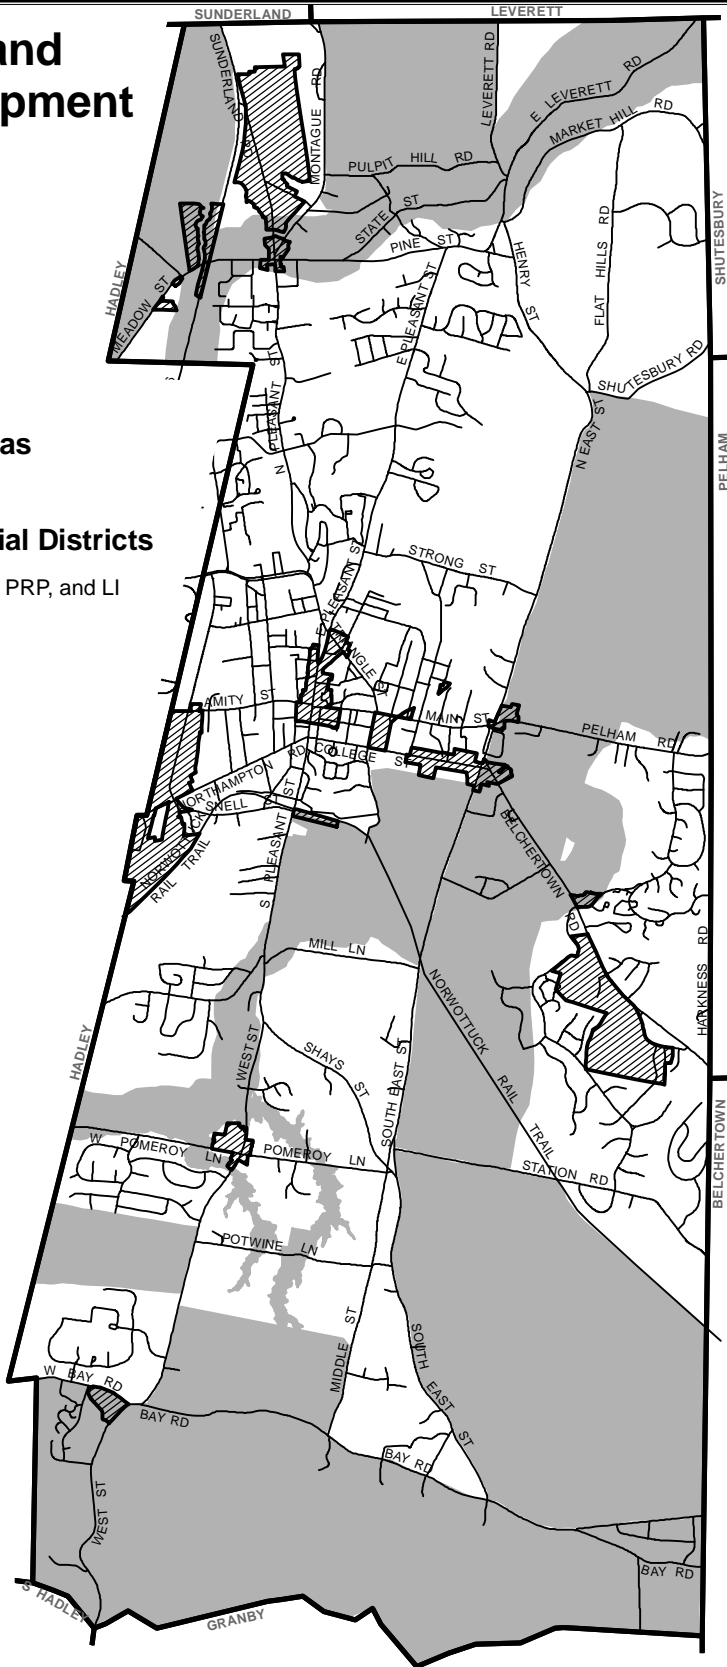 SUNDERLAND
LEVERETT
and
pment
SUNDERLAND RD
MONTAGUE RD
LEVERETT RD
E LEVERETT RD
MARKET HILL RD
PULPIT HILL RD
STATE ST
PINE ST
HENRY ST
FLAT HILLS RD
SHUTESBURY
HADLEY
MEADOW ST
E PLEASANT ST
SHUTESBURY RD
S
N PLEASANT ST
N EAST ST
PELHAM
as
ial Districts
PRP, and LI
STRONG ST
E PLEASANT ST
TRIANGLE ST
AMITY ST
MAIN ST
PELHAM RD
COLLEGE ST
NORTHAMPTON RD
SNELL ST
S PLEASANT ST
NORWOTTUCK
RAIL TRAIL
BELCHERTOWN RD
HARKNESS RD
MILL LN
NORWOTTUCK RAIL TRAIL
HADLEY
WEST ST
SHAYS ST
SOUTH EAST ST
W POMEROY LN
POMEROY LN
STATION RD
BELCHERTOWN
POTWINE LN
MIDDLE ST
SOUTH EAST ST
W BAY RD
BAY RD
BAY RD
WEST ST
BAY RD
S HADLEY
GRANBY